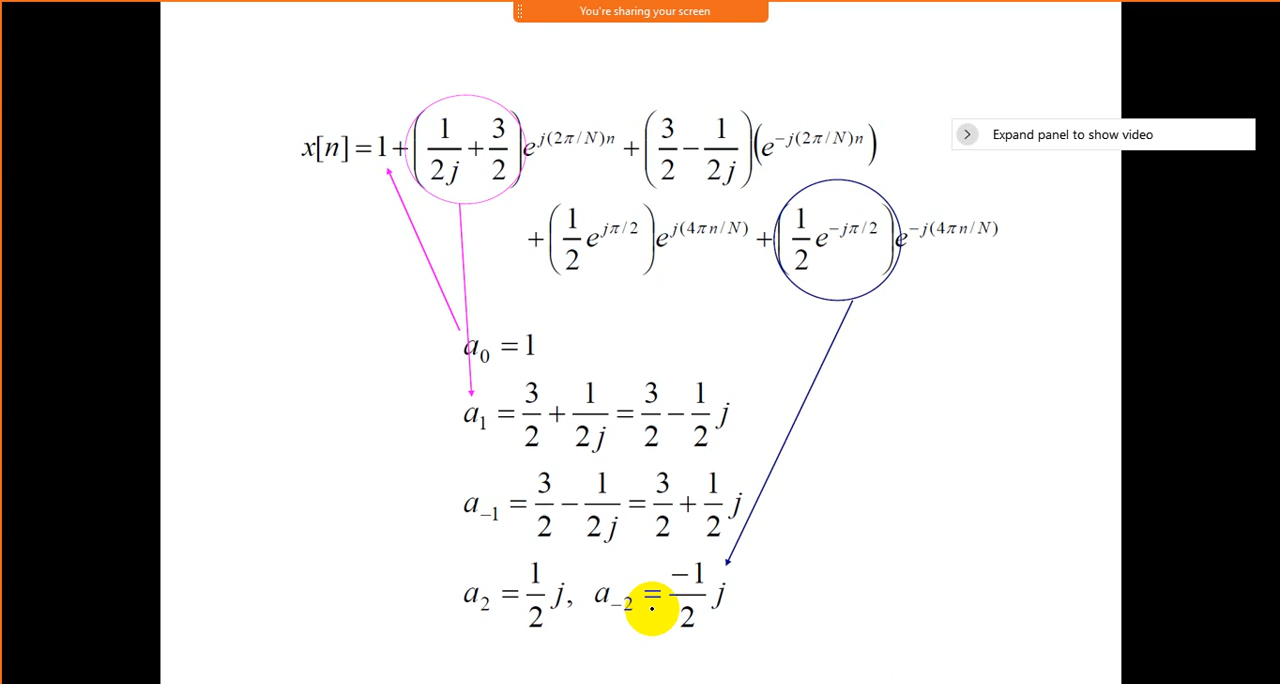 You're sharing your screen
Expand panel to show video
x[n] = 1 + (1/2j + 3/2) e^{j(2π/N)n} + (3/2 − 1/2j) (e^{−j(2π/N)n})
+ (1/2 e^{jπ/2}) e^{j(4πn/N)} + (1/2 e^{−jπ/2}) e^{−j(4πn/N)}
a_0 = 1
a_1 = 3/2 + 1/2j = 3/2 − 1/2 j
a_{−1} = 3/2 − 1/2j = 3/2 + 1/2 j
a_2 = 1/2 j, a_{−2} = −1/2 j